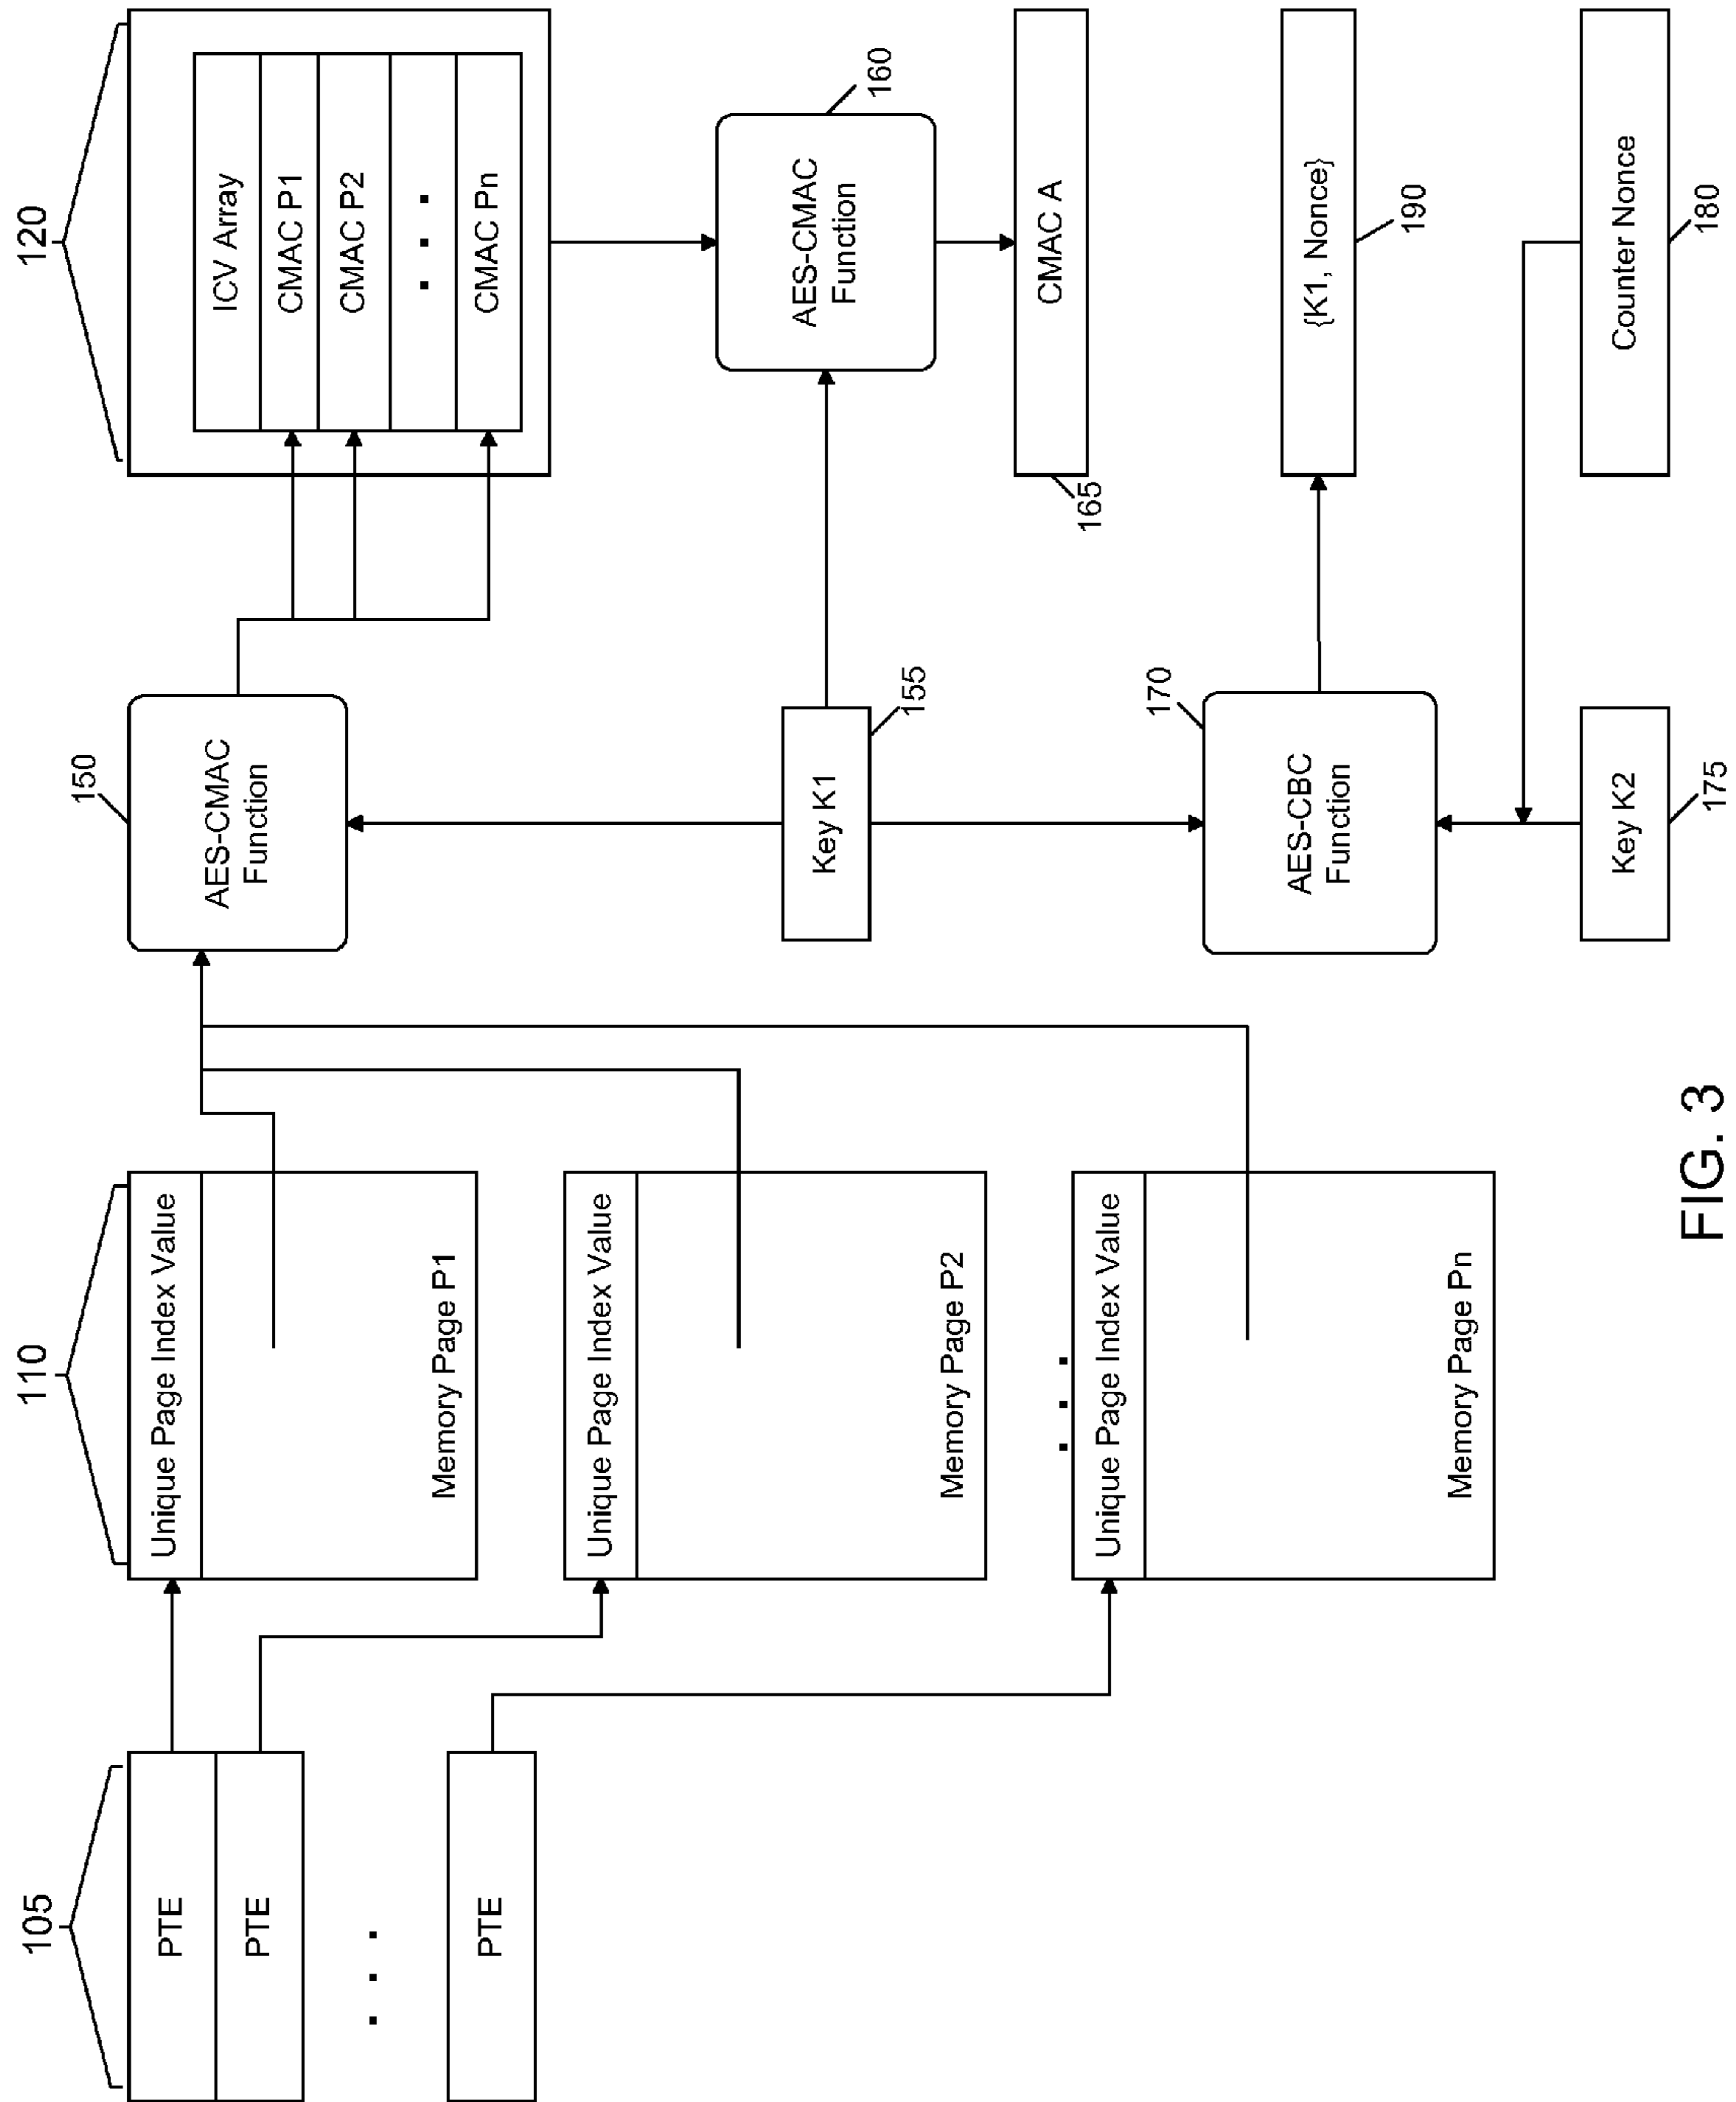 105
PTE
PTE
. . .
PTE
110
Unique Page Index Value
Memory Page P1
Unique Page Index Value
Memory Page P2
. . .
Unique Page Index Value
Memory Page Pn
150
AES-CMAC
Function
Key K1
155
170
AES-CBC
Function
Key K2
175
120
ICV Array
CMAC P1
CMAC P2
. . .
CMAC Pn
AES-CMAC
Function
160
CMAC A
165
{K1, Nonce}
190
Counter Nonce
180
FIG. 3